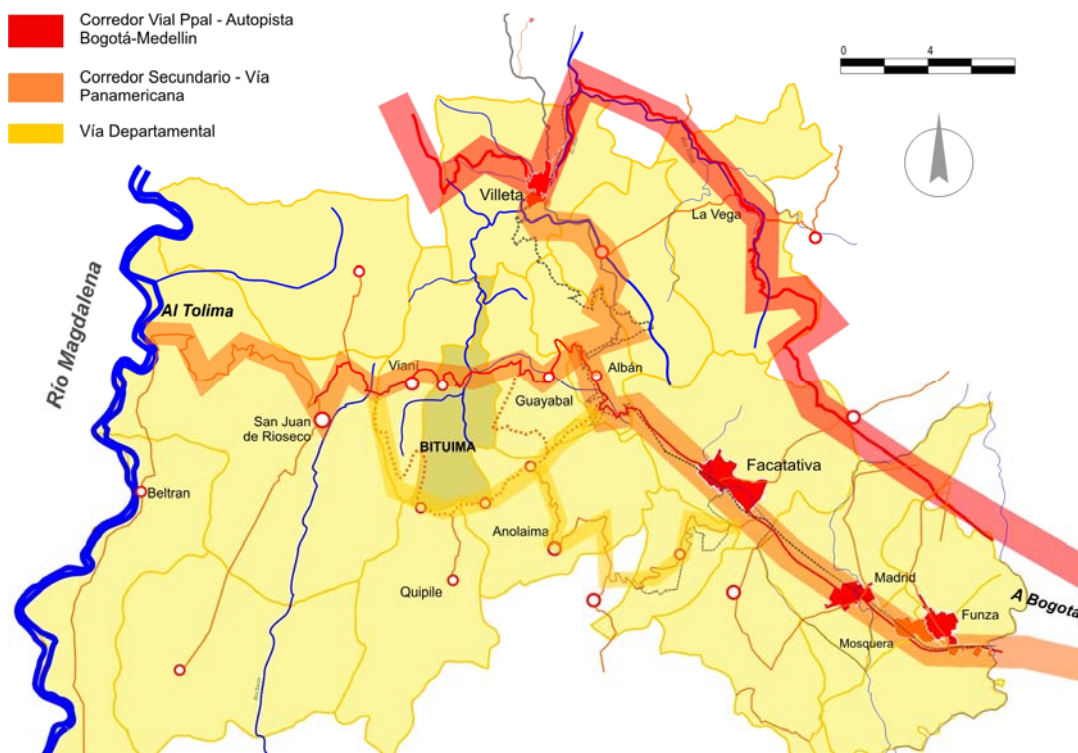 Corredor Vial Ppal - Autopista
Bogotá-Medellin
Corredor Secundario - Vía
Panamericana
Vía Departamental
0
4
Villeta
La Vega
Río Magdalena
Al Tolima
Vianí
Guayabal
Albán
San Juan
de Rioseco
BITUIMA
Facatativa
Beltran
Anolaima
Quipile
Madrid
A Bogota
Funza
Mosquera